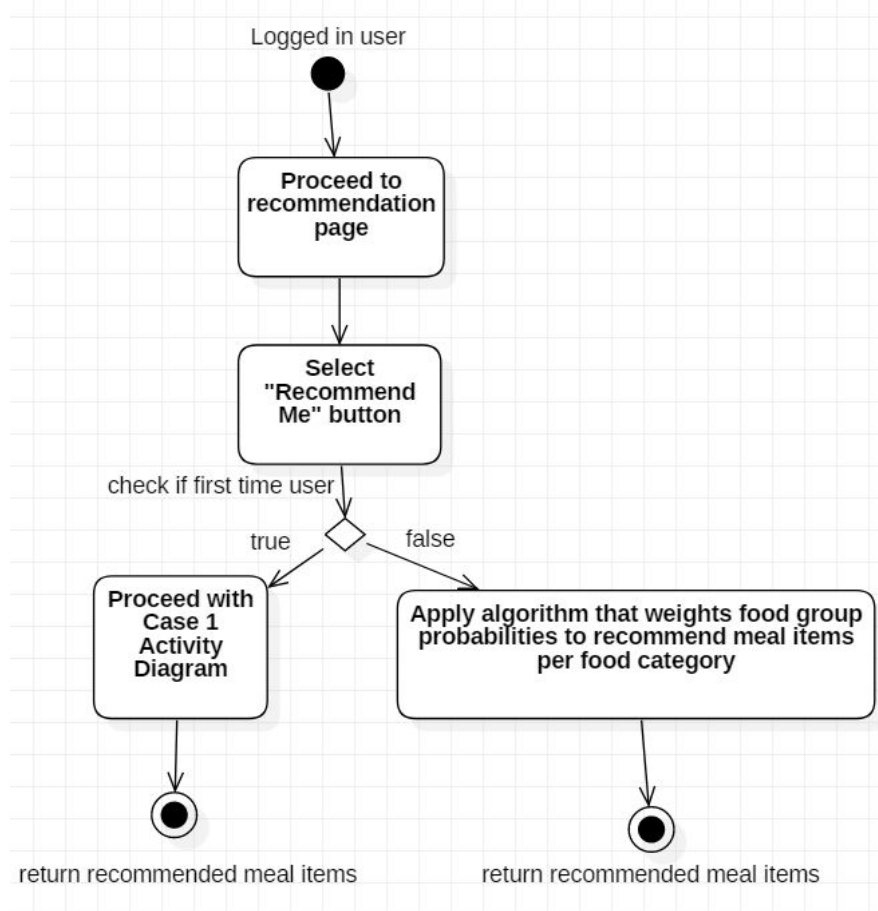 Logged in user
Proceed to
recommendation
page
Select
"Recommend
Me" button
check if first time user
true
false
Proceed with
Case 1
Activity
Diagram
Apply algorithm that weights food group
probabilities to recommend meal items
per food category
return recommended meal items
return recommended meal items